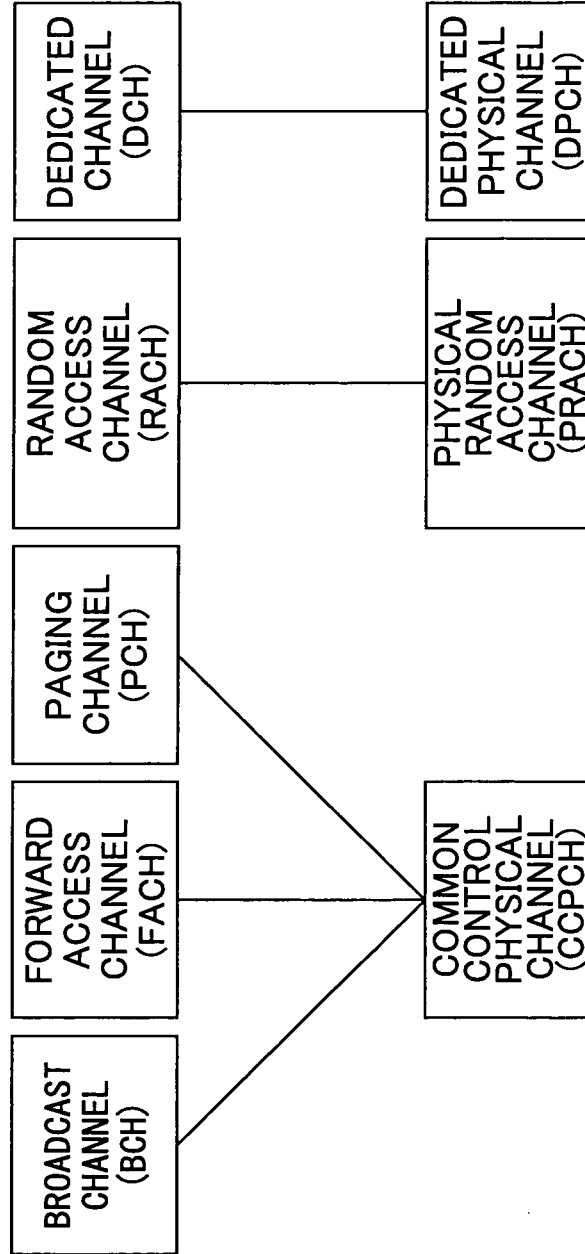 BROADCAST
CHANNEL
(BCH)
FORWARD
ACCESS
CHANNEL
(FACH)
PAGING
CHANNEL
(PCH)
RANDOM
ACCESS
CHANNEL
(RACH)
DEDICATED
CHANNEL
(DCH)
COMMON
CONTROL
PHYSICAL
CHANNEL
(CCPCH)
PHYSICAL
RANDOM
ACCESS
CHANNEL
(PRACH)
DEDICATED
PHYSICAL
CHANNEL
(DPCH)